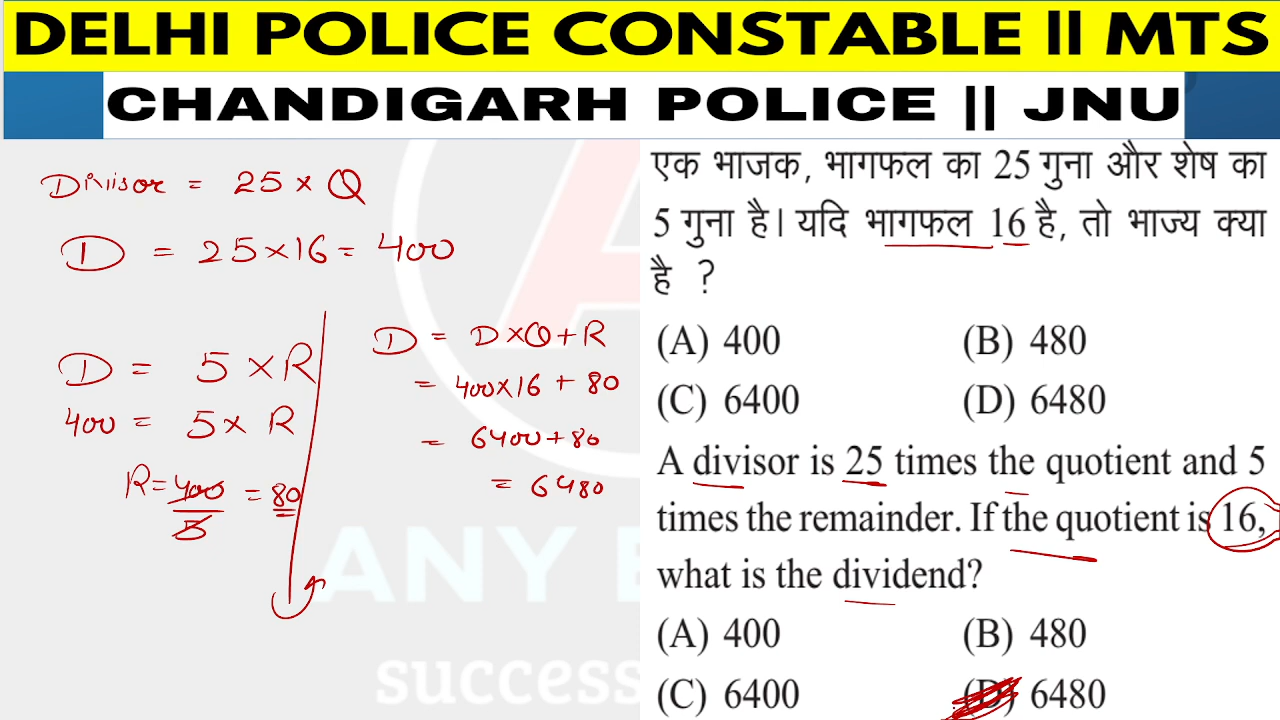 DELHI POLICE CONSTABLE || MTS
CHANDIGARH POLICE || JNU
Divisor = 25 × Q
D = 25×16 = 400
D = 5 × R
400 = 5 × R
R = 400/5 = 80
D = D×Q+R
= 400×16 + 80
= 6400+80
= 6480
एक भाजक, भागफल का 25 गुना और शेष का
5 गुना है। यदि भागफल 16 है, तो भाज्य क्या
है ?
(A) 400 (B) 480
(C) 6400 (D) 6480
A divisor is 25 times the quotient and 5
times the remainder. If the quotient is 16,
what is the dividend?
(A) 400 (B) 480
(C) 6400 (D) 6480
ANY
success